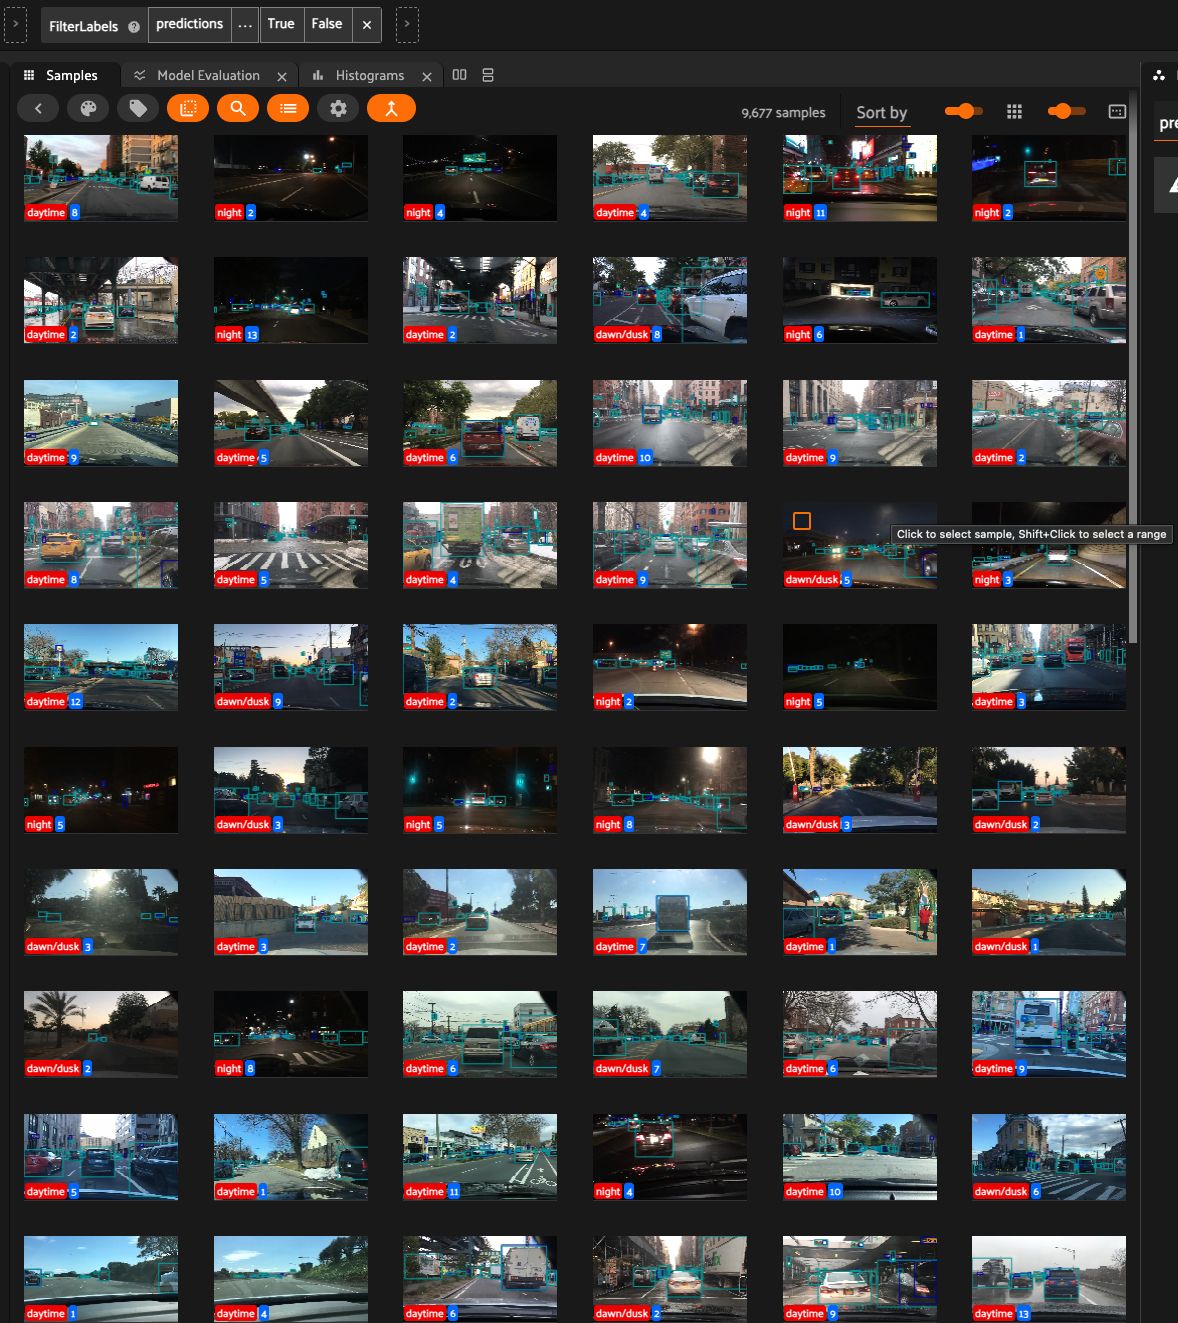 FilterLabels ? predictions ... True False ×
Samples Model Evaluation × Histograms ×
9,677 samples Sort by pre
daytime 8 night 2 night 4 daytime 4 night 11 night 2
daytime 2 night 13 daytime 2 dawn/dusk 8 night 6 daytime 1
daytime 9 daytime 5 daytime 6 daytime 10 daytime 9 daytime 2
Click to select sample, Shift+Click to select a range
daytime 8 daytime 5 daytime 4 daytime 9 dawn/dusk 5 night 3
daytime 12 dawn/dusk 9 daytime 2 night 2 night 5 daytime 3
night 5 dawn/dusk 3 night 5 night 8 dawn/dusk 3 dawn/dusk 2
dawn/dusk 3 daytime 3 daytime 2 daytime 7 daytime 1 dawn/dusk 1
dawn/dusk 2 night 8 daytime 6 dawn/dusk 7 daytime 6 daytime 9
daytime 5 daytime 1 daytime 11 night 4 daytime 10 dawn/dusk 6
daytime 1 daytime 4 daytime 6 dawn/dusk 2 daytime 9 daytime 13